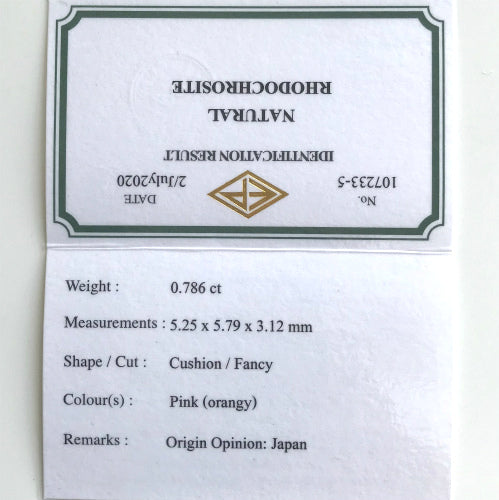 No. DATE
107233-5 2/July2020
IDENTIFICATION RESULT
NATURAL
RHODOCHROSITE
Weight : 0.786 ct
Measurements : 5.25 x 5.79 x 3.12 mm
Shape / Cut : Cushion / Fancy
Colour(s) : Pink (orangy)
Remarks : Origin Opinion: Japan